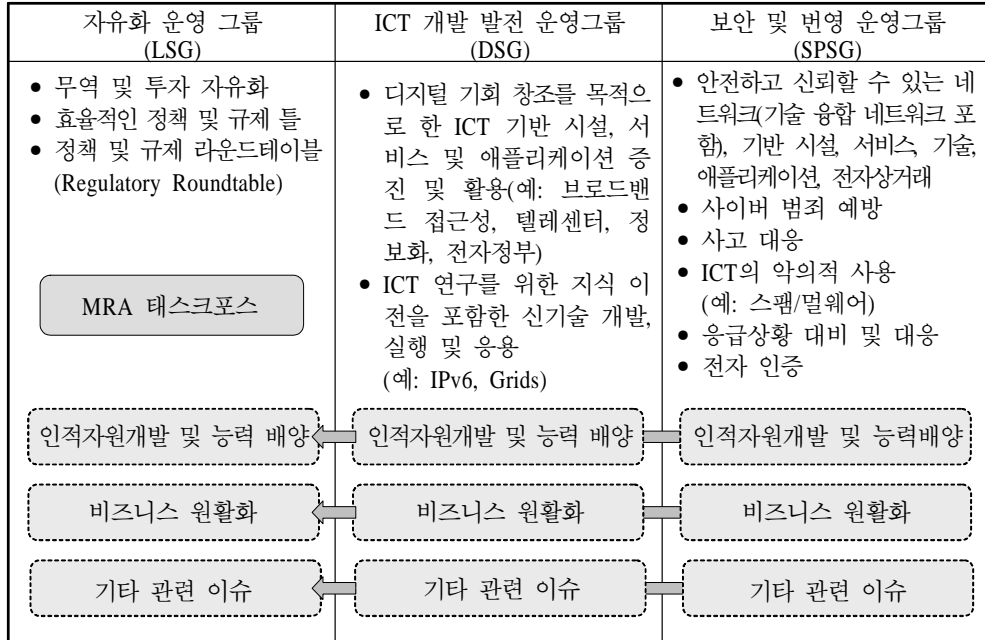 자유화 운영 그룹
(LSG)
• 무역 및 투자 자유화
• 효율적인 정책 및 규제 틀
• 정책 및 규제 라운드테이블
(Regulatory Roundtable)
MRA 태스크포스
ICT 개발 발전 운영그룹
(DSG)
• 디지털 기회 창조를 목적으
로 한 ICT 기반 시설, 서
비스 및 애플리케이션 증
진 및 활용(예: 브로드밴
드 접근성, 텔레센터, 정
보화, 전자정부)
• ICT 연구를 위한 지식 이
전을 포함한 신기술 개발,
실행 및 응용
(예: IPv6, Grids)
보안 및 번영 운영그룹
(SPSG)
• 안전하고 신뢰할 수 있는 네
트워크(기술 융합 네트워크 포
함), 기반 시설, 서비스, 기술,
애플리케이션, 전자상거래
• 사이버 범죄 예방
• 사고 대응
• ICT의 악의적 사용
(예: 스팸/멀웨어)
• 응급상황 대비 및 대응
• 전자 인증
인적자원개발 및 능력 배양
인적자원개발 및 능력 배양
인적자원개발 및 능력배양
비즈니스 원활화
비즈니스 원활화
비즈니스 원활화
기타 관련 이슈
기타 관련 이슈
기타 관련 이슈